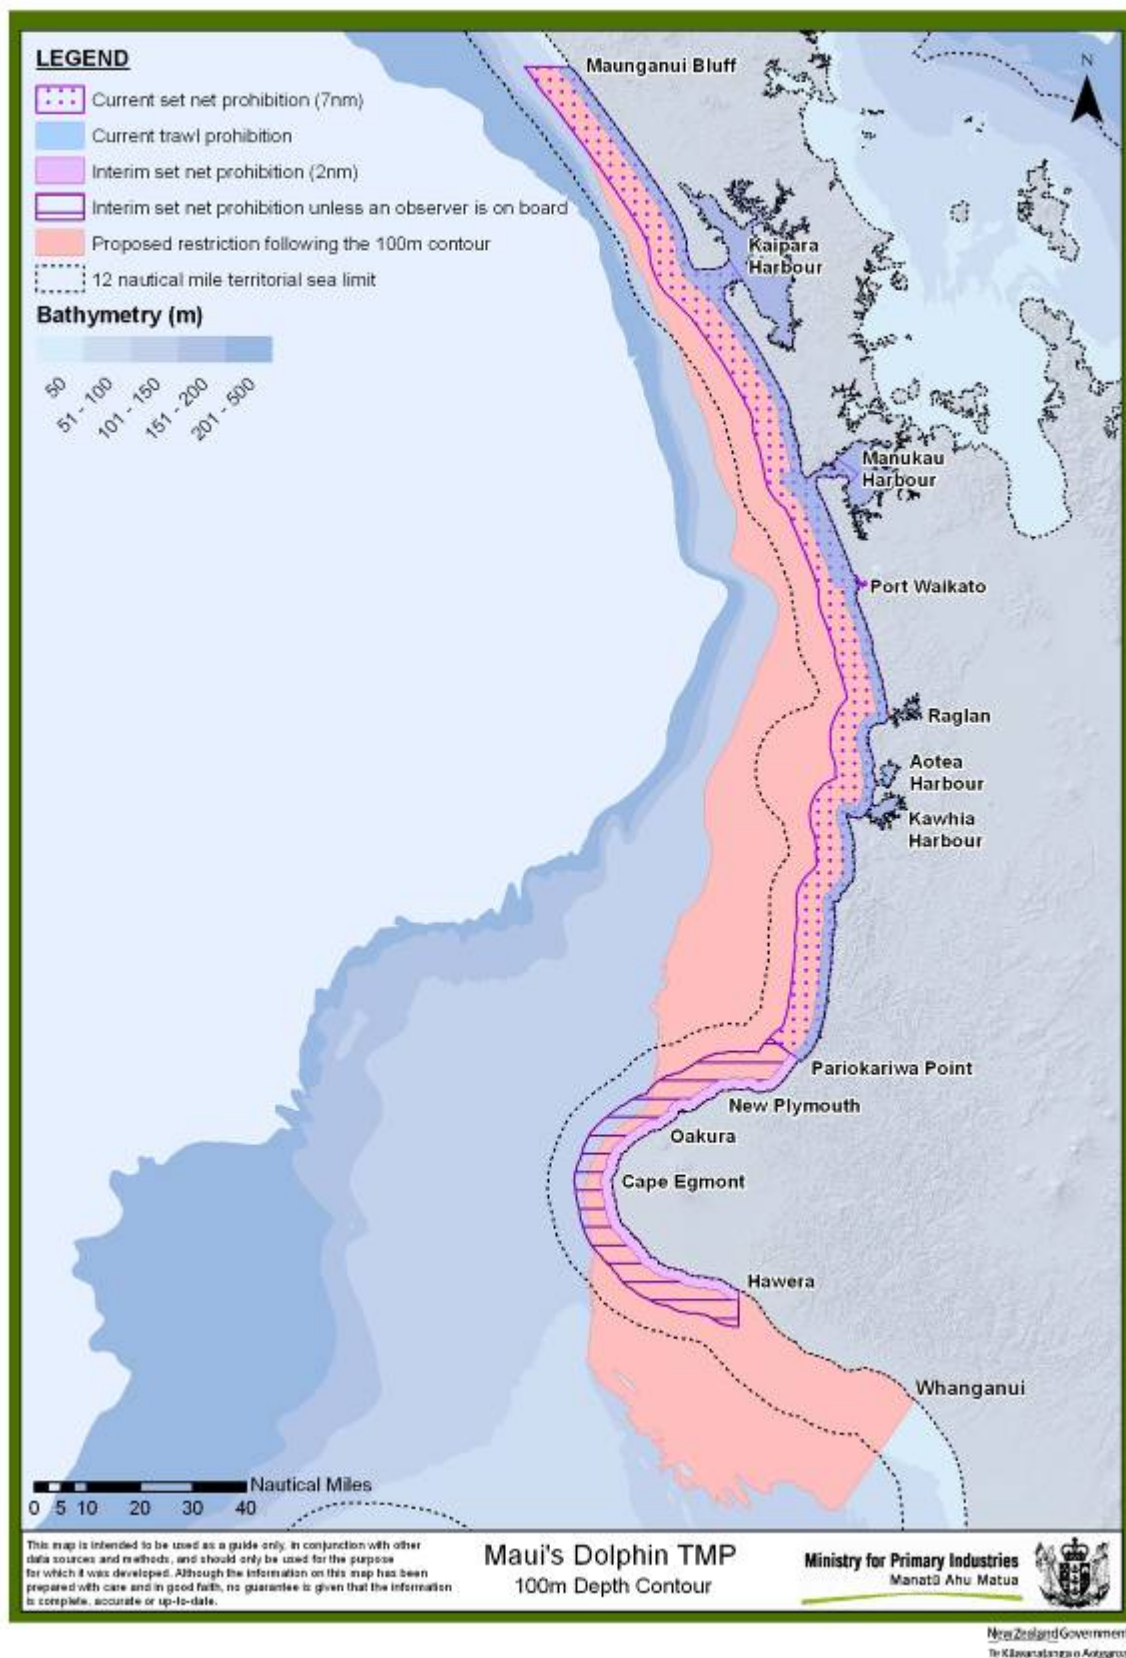 LEGEND
Current set net prohibition (7nm)
Current trawl prohibition
Interim set net prohibition (2nm)
Interim set net prohibition unless an observer is on board
Proposed restriction following the 100m contour
12 nautical mile territorial sea limit
Bathymetry (m)
50
51 - 100
101 - 150
151 - 200
201 - 500
N
Maunganui Bluff
Kaipara
Harbour
Manukau
Harbour
Port Waikato
Raglan
Aotea
Harbour
Kawhia
Harbour
Pariokariwa Point
New Plymouth
Oakura
Cape Egmont
Hawera
Whanganui
Nautical Miles
0 5 10 20 30 40
This map is intended to be used as a guide only, in conjunction with other
data sources and methods, and should only be used for the purpose
for which it was developed. Although the information on this map has been
prepared with care and in good faith, no guarantee is given that the information
is complete, accurate or up-to-date.
Maui's Dolphin TMP
100m Depth Contour
Ministry for Primary Industries
Manatū Ahu Matua
New Zealand Government
Te Kāwanatanga o Aotearoa